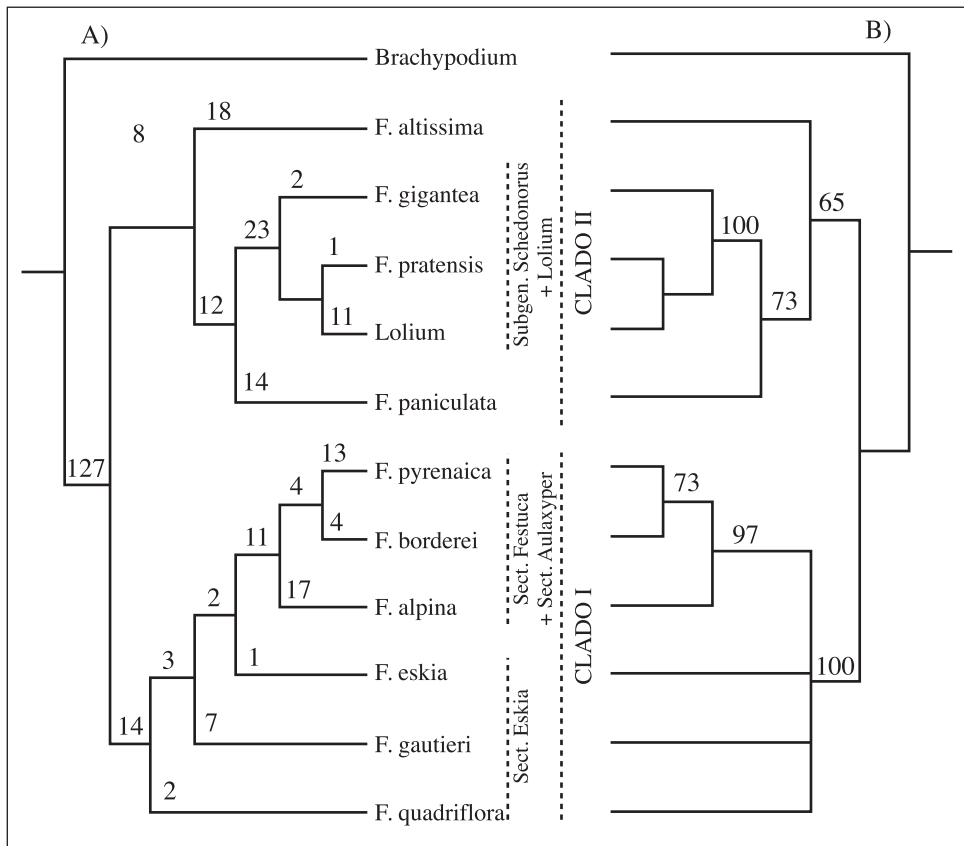 A)
B)
Brachypodium
18
8
F. altissima
65
2
F. gigantea
23
100
1
F. pratensis
Subgen. Schedonorus
+ Lolium
CLADO II
12
11
Lolium
73
14
F. paniculata
127
13
F. pyrenaica
4
73
4
F. borderei
11
97
Sect. Festuca
+ Sect. Aulaxyper
17
F. alpina
2
CLADO I
3
1
F. eskia
100
14
7
F. gautieri
Sect. Eskia
2
F. quadriflora